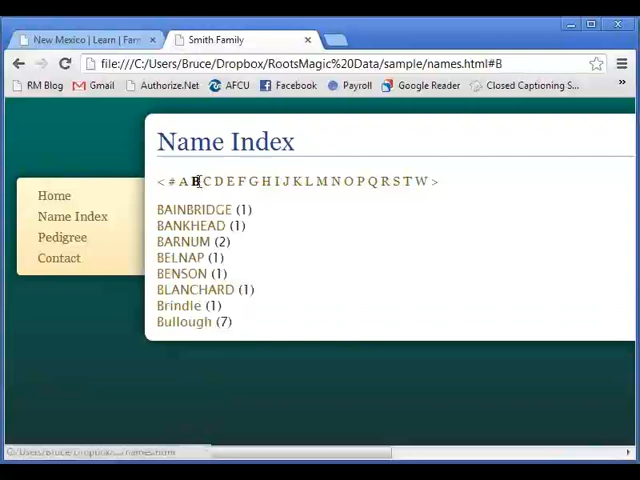 New Mexico | Learn | Fam
Smith Family
file:///C:/Users/Bruce/Dropbox/RootsMagic%20Data/sample/names.html#B
RM Blog Gmail Authorize.Net AFCU Facebook PayPal Google Reader Closed Captioning S... »
Name Index
< # A B C D E F G H I J K L M N O P Q R S T W >
Home
Name Index
Pedigree
Contact
BAINBRIDGE (1)
BANKHEAD (1)
BARNUM (2)
BELNAP (1)
BENSON (1)
BLANCHARD (1)
Brindle (1)
Bullough (7)